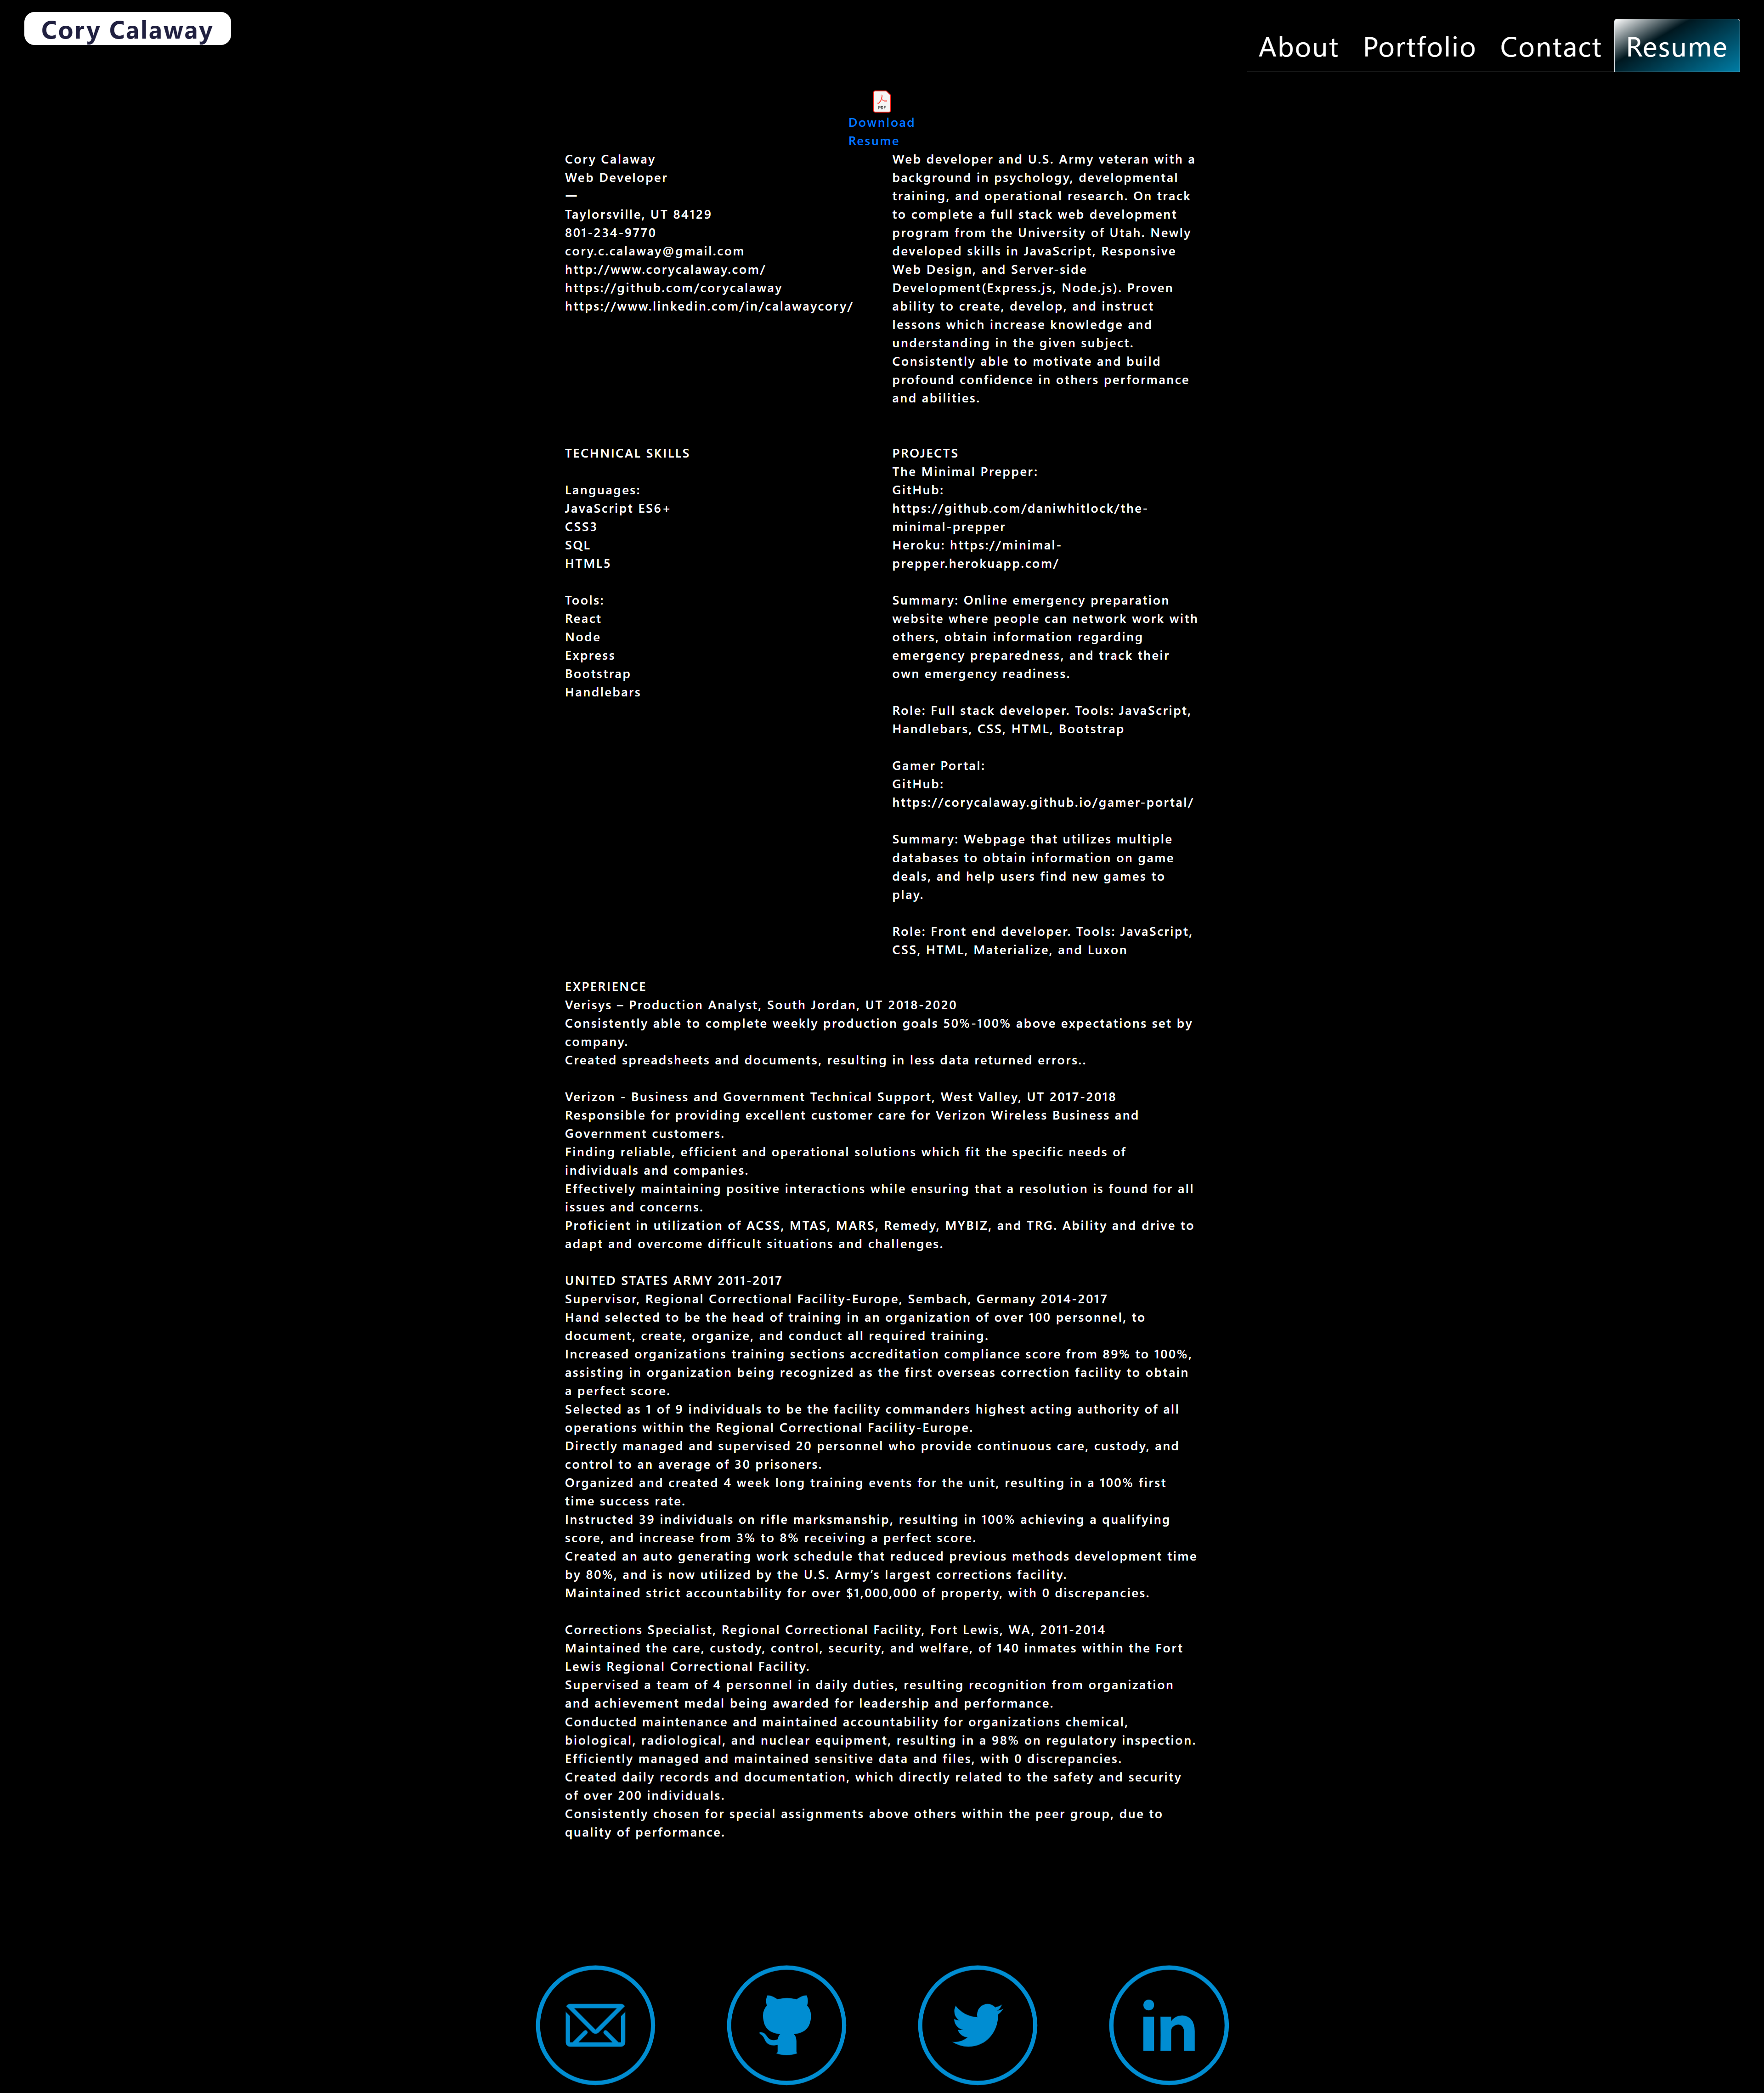 Cory Calaway
About Portfolio Contact Resume
PDF
Download
Resume
Cory Calaway
Web Developer
—
Taylorsville, UT 84129
801-234-9770
cory.c.calaway@gmail.com
http://www.corycalaway.com/
https://github.com/corycalaway
https://www.linkedin.com/in/calawaycory/
Web developer and U.S. Army veteran with a
background in psychology, developmental
training, and operational research. On track
to complete a full stack web development
program from the University of Utah. Newly
developed skills in JavaScript, Responsive
Web Design, and Server-side
Development(Express.js, Node.js). Proven
ability to create, develop, and instruct
lessons which increase knowledge and
understanding in the given subject.
Consistently able to motivate and build
profound confidence in others performance
and abilities.
TECHNICAL SKILLS
Languages:
JavaScript ES6+
CSS3
SQL
HTML5
Tools:
React
Node
Express
Bootstrap
Handlebars
PROJECTS
The Minimal Prepper:
GitHub:
https://github.com/daniwhitlock/the-
minimal-prepper
Heroku: https://minimal-
prepper.herokuapp.com/
Summary: Online emergency preparation
website where people can network work with
others, obtain information regarding
emergency preparedness, and track their
own emergency readiness.
Role: Full stack developer. Tools: JavaScript,
Handlebars, CSS, HTML, Bootstrap
Gamer Portal:
GitHub:
https://corycalaway.github.io/gamer-portal/
Summary: Webpage that utilizes multiple
databases to obtain information on game
deals, and help users find new games to
play.
Role: Front end developer. Tools: JavaScript,
CSS, HTML, Materialize, and Luxon
EXPERIENCE
Verisys – Production Analyst, South Jordan, UT 2018-2020
Consistently able to complete weekly production goals 50%-100% above expectations set by
company.
Created spreadsheets and documents, resulting in less data returned errors..
Verizon - Business and Government Technical Support, West Valley, UT 2017-2018
Responsible for providing excellent customer care for Verizon Wireless Business and
Government customers.
Finding reliable, efficient and operational solutions which fit the specific needs of
individuals and companies.
Effectively maintaining positive interactions while ensuring that a resolution is found for all
issues and concerns.
Proficient in utilization of ACSS, MTAS, MARS, Remedy, MYBIZ, and TRG. Ability and drive to
adapt and overcome difficult situations and challenges.
UNITED STATES ARMY 2011-2017
Supervisor, Regional Correctional Facility-Europe, Sembach, Germany 2014-2017
Hand selected to be the head of training in an organization of over 100 personnel, to
document, create, organize, and conduct all required training.
Increased organizations training sections accreditation compliance score from 89% to 100%,
assisting in organization being recognized as the first overseas correction facility to obtain
a perfect score.
Selected as 1 of 9 individuals to be the facility commanders highest acting authority of all
operations within the Regional Correctional Facility-Europe.
Directly managed and supervised 20 personnel who provide continuous care, custody, and
control to an average of 30 prisoners.
Organized and created 4 week long training events for the unit, resulting in a 100% first
time success rate.
Instructed 39 individuals on rifle marksmanship, resulting in 100% achieving a qualifying
score, and increase from 3% to 8% receiving a perfect score.
Created an auto generating work schedule that reduced previous methods development time
by 80%, and is now utilized by the U.S. Army’s largest corrections facility.
Maintained strict accountability for over $1,000,000 of property, with 0 discrepancies.
Corrections Specialist, Regional Correctional Facility, Fort Lewis, WA, 2011-2014
Maintained the care, custody, control, security, and welfare, of 140 inmates within the Fort
Lewis Regional Correctional Facility.
Supervised a team of 4 personnel in daily duties, resulting recognition from organization
and achievement medal being awarded for leadership and performance.
Conducted maintenance and maintained accountability for organizations chemical,
biological, radiological, and nuclear equipment, resulting in a 98% on regulatory inspection.
Efficiently managed and maintained sensitive data and files, with 0 discrepancies.
Created daily records and documentation, which directly related to the safety and security
of over 200 individuals.
Consistently chosen for special assignments above others within the peer group, due to
quality of performance.
in